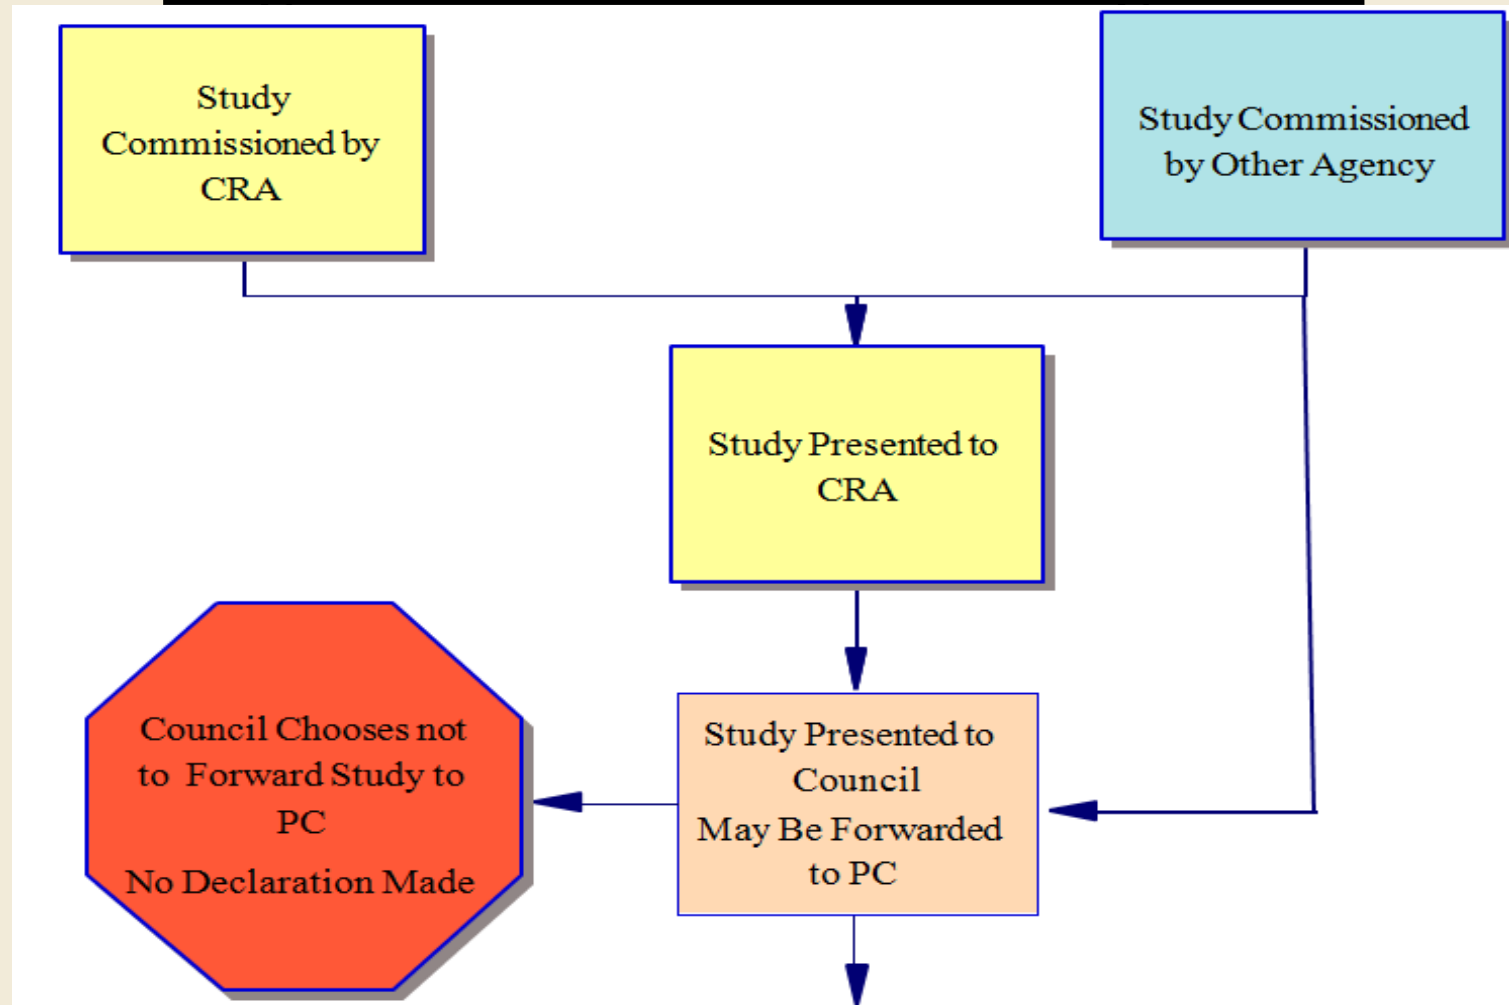 Study
Commissioned by
CRA
Study Commissioned
by Other Agency
Study Presented to
CRA
Council Chooses not
to Forward Study to
PC
No Declaration Made
Study Presented to
Council
May Be Forwarded
to PC